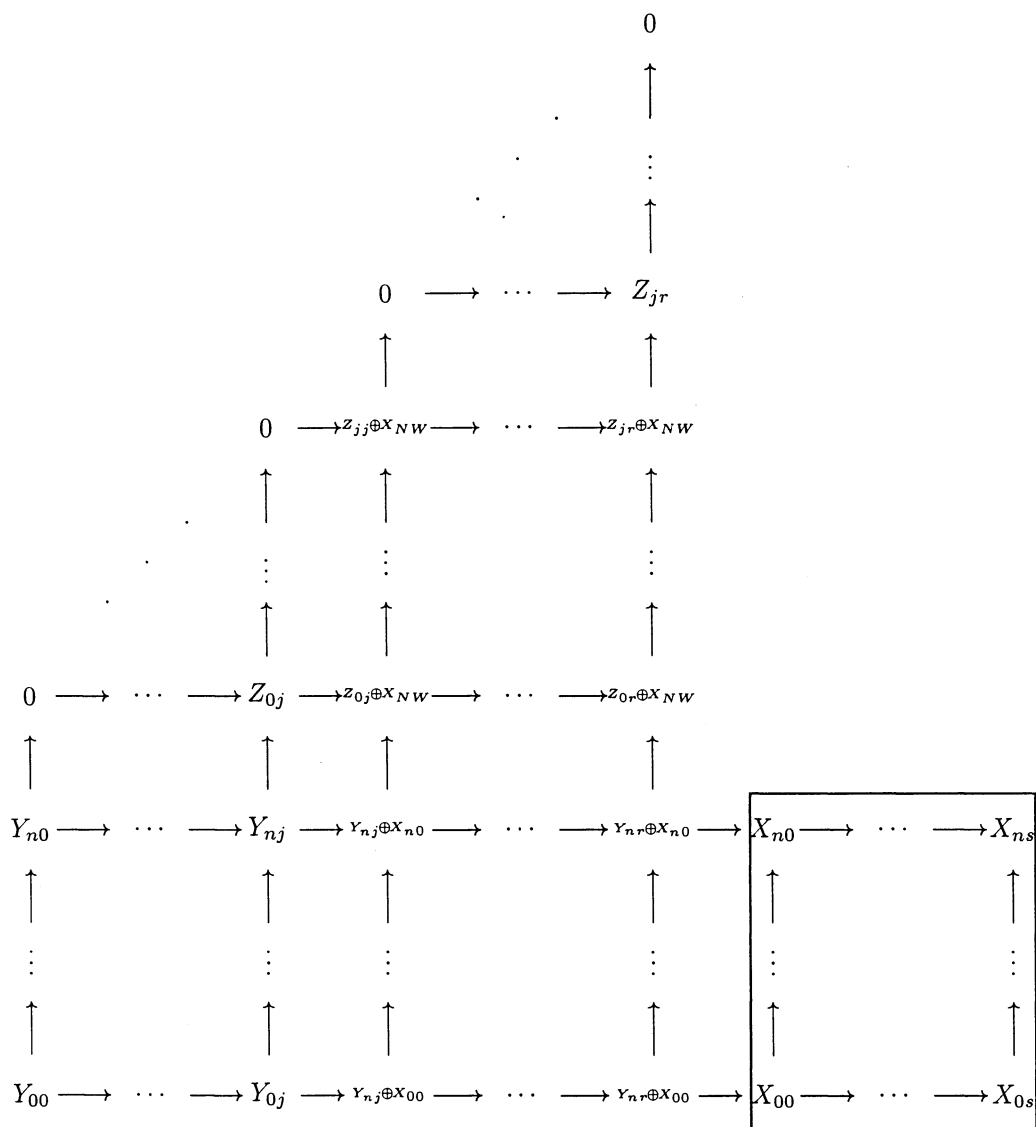 0
⋮
0 ⋯ Z_{jr}
0 Z_{jj}⊕X_{NW} ⋯ Z_{jr}⊕X_{NW}
⋮ ⋮ ⋮
0 ⋯ Z_{0j} Z_{0j}⊕X_{NW} ⋯ Z_{0r}⊕X_{NW}
Y_{n0} ⋯ Y_{nj} Y_{nj}⊕X_{n0} ⋯ Y_{nr}⊕X_{n0} X_{n0} ⋯ X_{ns}
⋮ ⋮ ⋮ ⋮ ⋮ ⋮
Y_{00} ⋯ Y_{0j} Y_{nj}⊕X_{00} ⋯ Y_{nr}⊕X_{00} X_{00} ⋯ X_{0s}